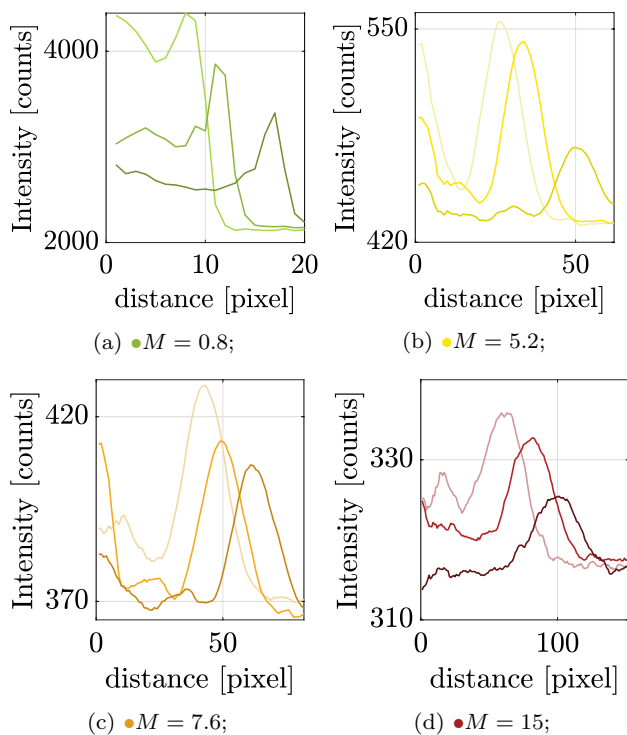 4000
2000
Intensity [counts]
0
10
20
distance [pixel]
(a) ●M = 0.8;
550
420
Intensity [counts]
0
50
distance [pixel]
(b) ●M = 5.2;
420
370
Intensity [counts]
0
50
distance [pixel]
(c) ●M = 7.6;
330
310
Intensity [counts]
0
100
distance [pixel]
(d) ●M = 15;